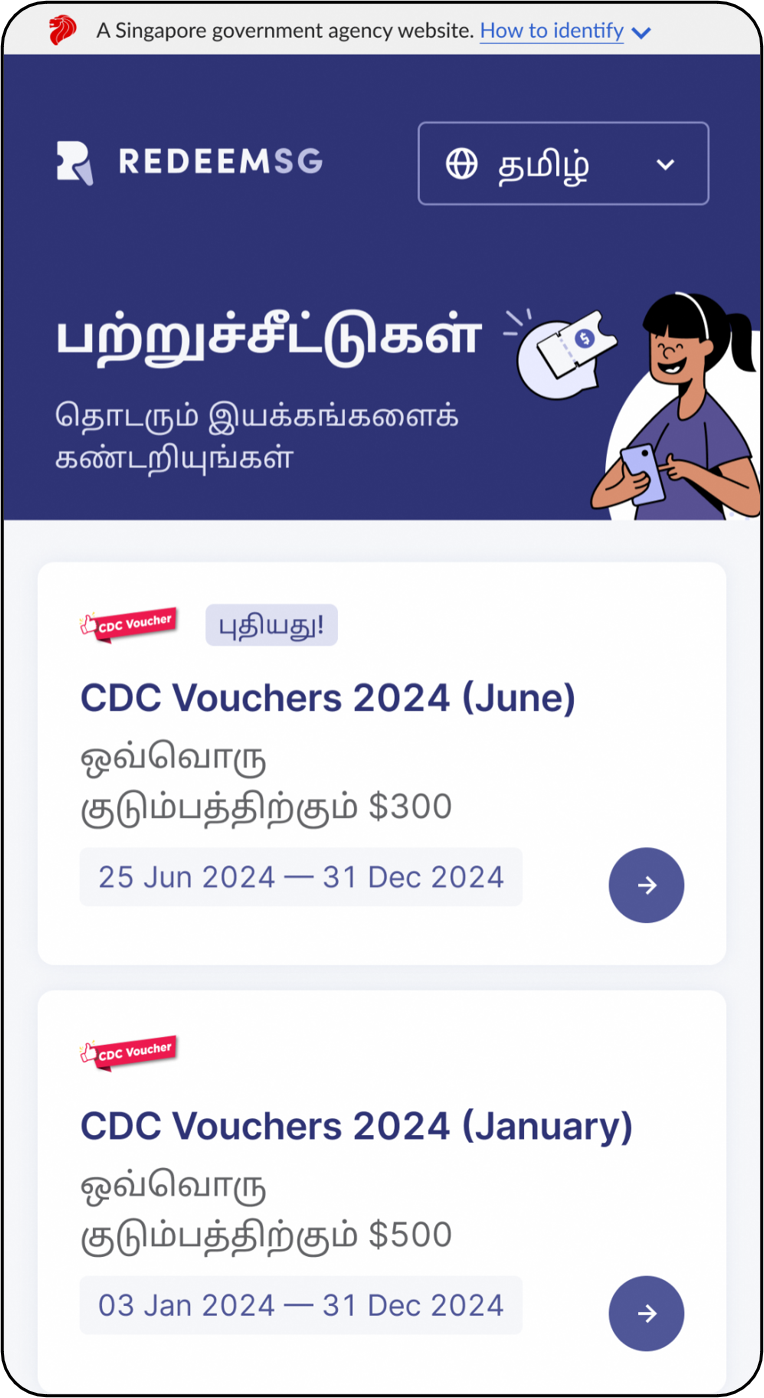 A Singapore government agency website. How to identify
REDEEMSG
தமிழ்
பற்றுச்சீட்டுகள்
தொடரும் இயக்கங்களைக்
கண்டறியுங்கள்
CDC Voucher
புதியது!
CDC Vouchers 2024 (June)
ஒவ்வொரு
குடும்பத்திற்கும் $300
25 Jun 2024 — 31 Dec 2024
CDC Voucher
CDC Vouchers 2024 (January)
ஒவ்வொரு
குடும்பத்திற்கும் $500
03 Jan 2024 — 31 Dec 2024